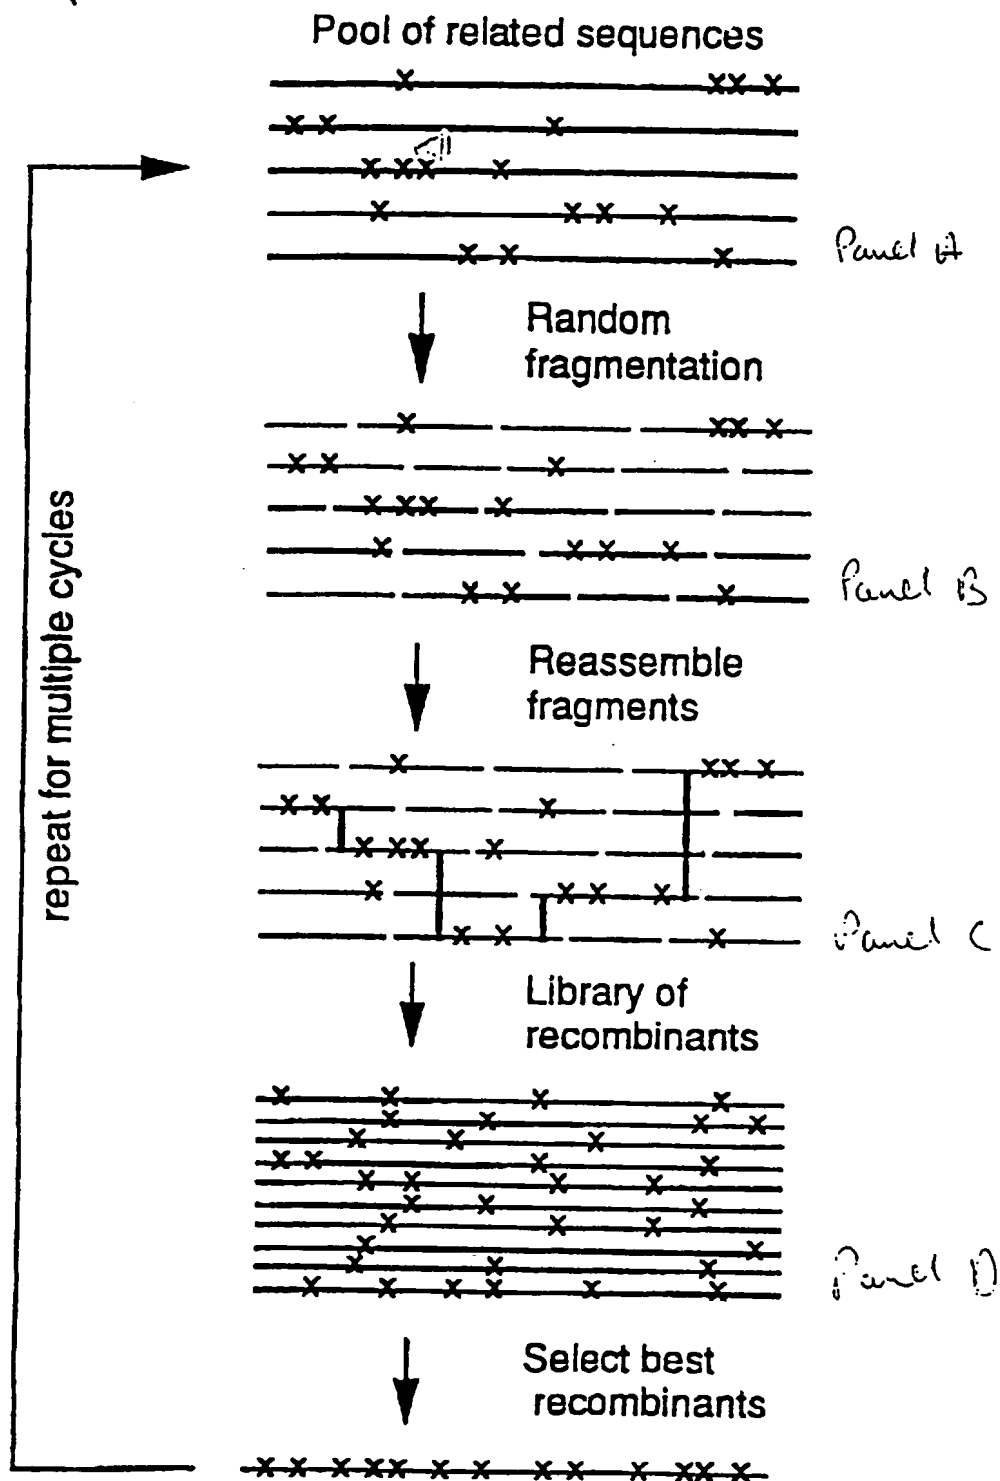 Pool of related sequences
Panel A
Random
fragmentation
Panel B
Reassemble
fragments
Panel C
Library of
recombinants
Panel D
Select best
recombinants
repeat for multiple cycles